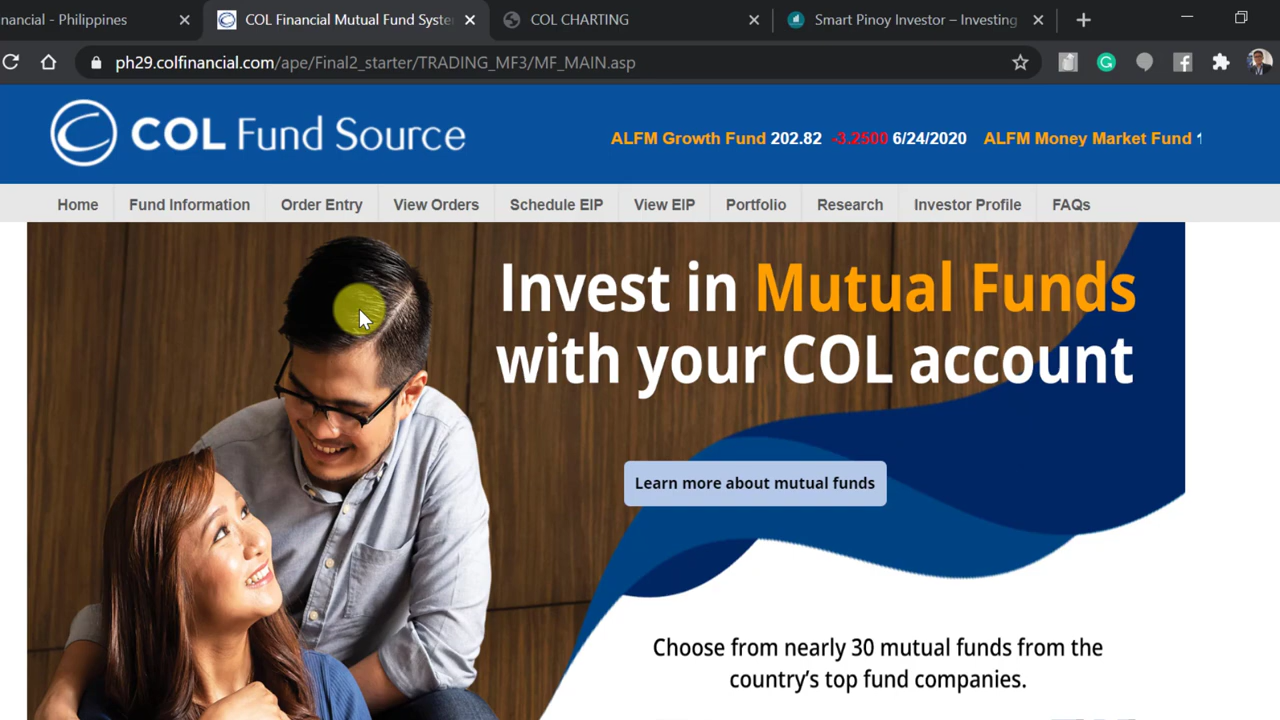 nancial - Philippines
COL Financial Mutual Fund Syste
COL CHARTING
Smart Pinoy Investor – Investing
ph29.colfinancial.com/ape/Final2_starter/TRADING_MF3/MF_MAIN.asp
COL Fund Source
ALFM Growth Fund 202.82 -3.2500 6/24/2020 ALFM Money Market Fund 1
Home Fund Information Order Entry View Orders Schedule EIP View EIP Portfolio Research Investor Profile FAQs
Invest in Mutual Funds
with your COL account
Learn more about mutual funds
Choose from nearly 30 mutual funds from the
country's top fund companies.